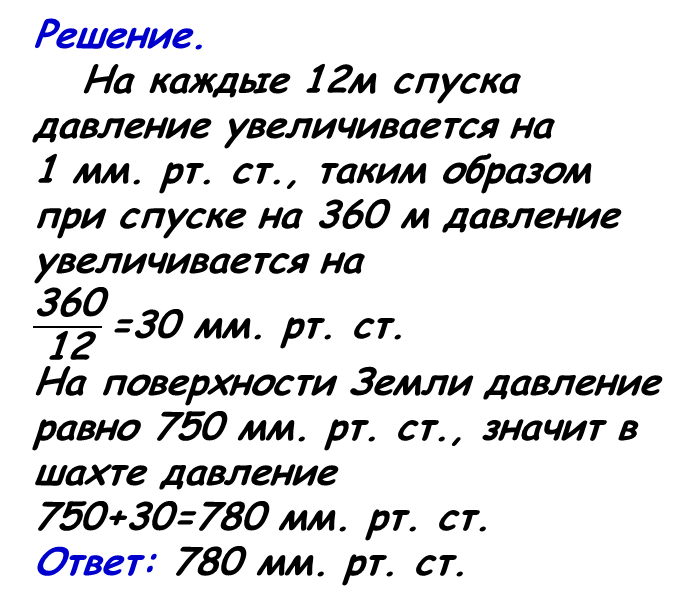 Решение.
На каждые 12м спуска
давление увеличивается на
1 мм. рт. ст., таким образом
при спуске на 360 м давление
увеличивается на
360/12 =30 мм. рт. ст.
На поверхности Земли давление
равно 750 мм. рт. ст., значит в
шахте давление
750+30=780 мм. рт. ст.
Ответ: 780 мм. рт. ст.